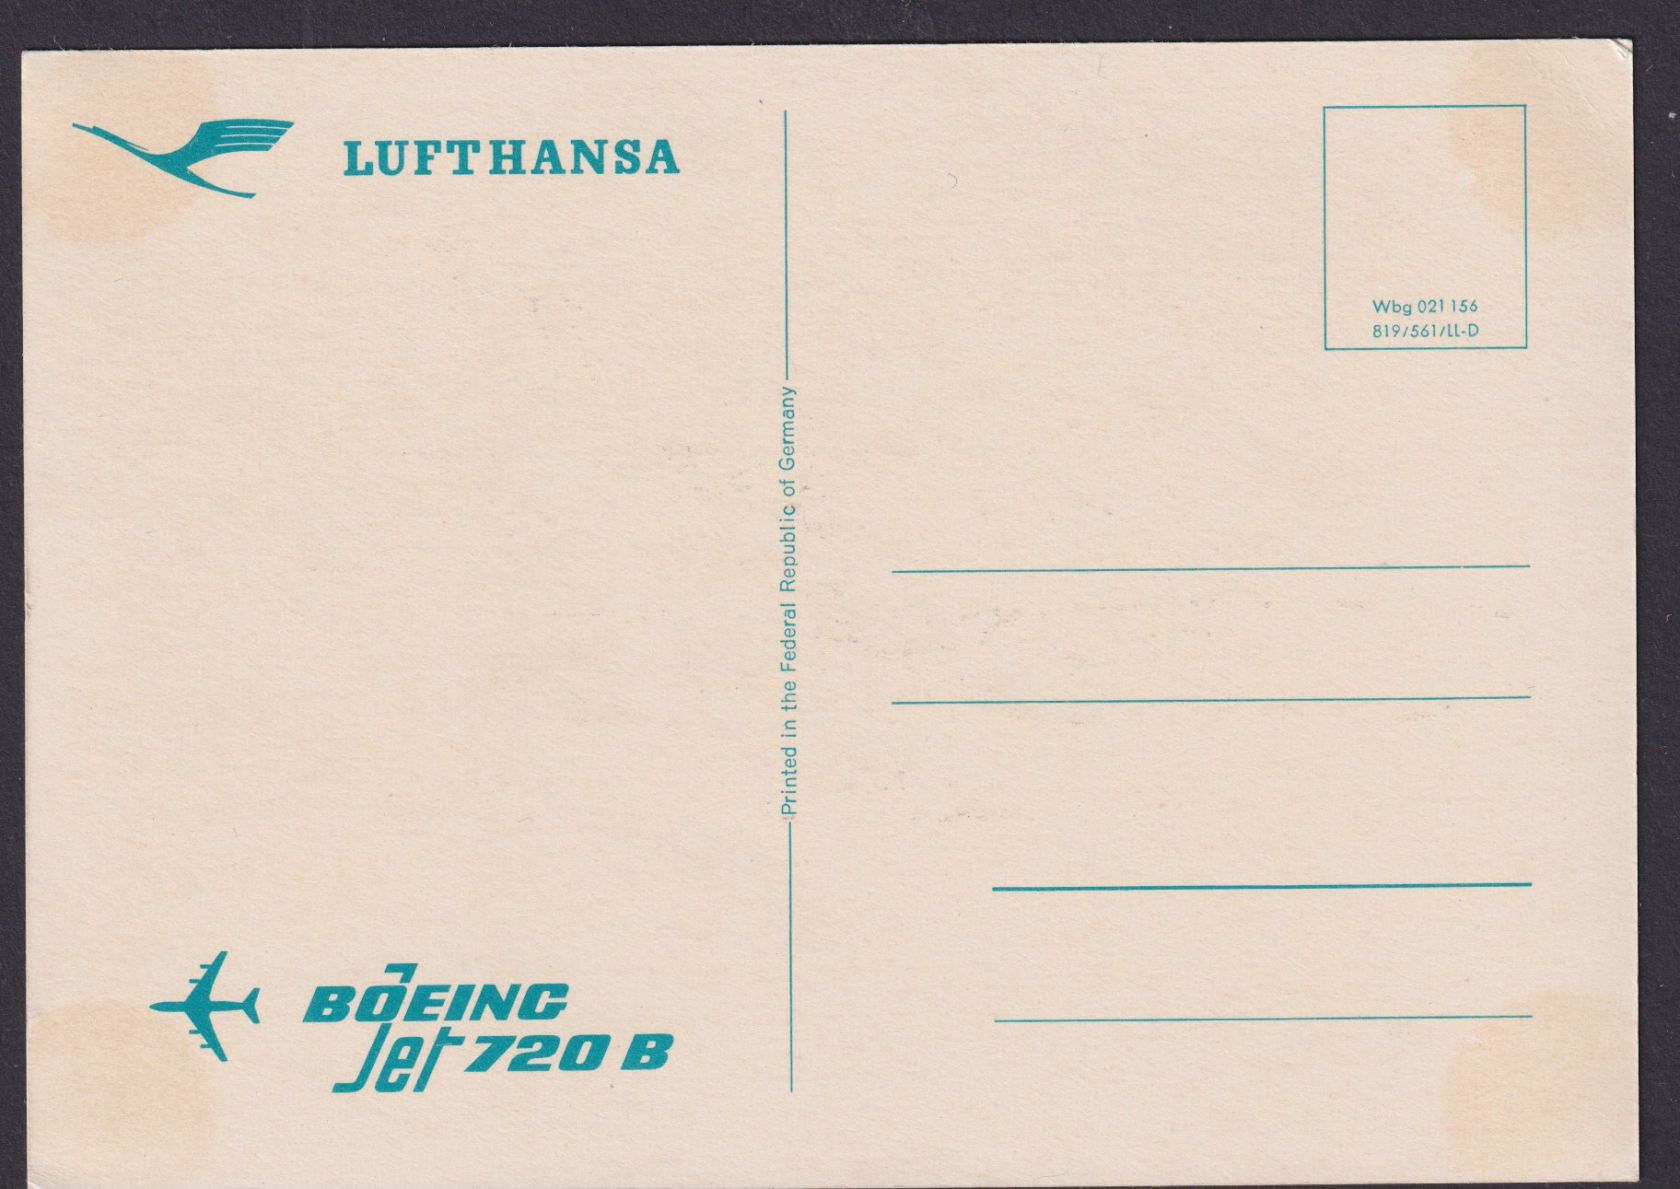 LUFTHANSA
Wbg 021 156
819/561/LL-D
Printed in the Federal Republic of Germany
BOEING
Jet 720 B